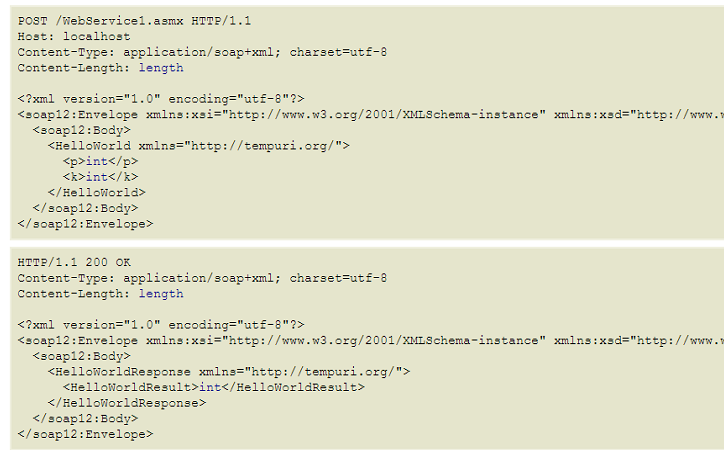 POST /WebService1.asmx HTTP/1.1
Host: localhost
Content-Type: application/soap+xml; charset=utf-8
Content-Length: length
<?xml version="1.0" encoding="utf-8"?>
<soap12:Envelope xmlns:xsi="http://www.w3.org/2001/XMLSchema-instance" xmlns:xsd="http://www.w
<soap12:Body>
<HelloWorld xmlns="http://tempuri.org/">
<p>int</p>
<k>int</k>
</HelloWorld>
</soap12:Body>
</soap12:Envelope>
HTTP/1.1 200 OK
Content-Type: application/soap+xml; charset=utf-8
Content-Length: length
<?xml version="1.0" encoding="utf-8"?>
<soap12:Envelope xmlns:xsi="http://www.w3.org/2001/XMLSchema-instance" xmlns:xsd="http://www.w
<soap12:Body>
<HelloWorldResponse xmlns="http://tempuri.org/">
<HelloWorldResult>int</HelloWorldResult>
</HelloWorldResponse>
</soap12:Body>
</soap12:Envelope>